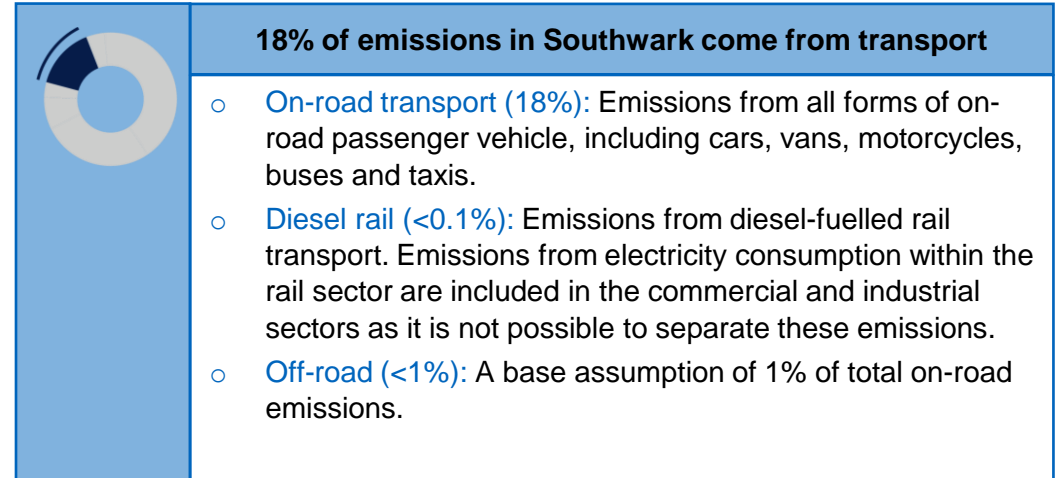 18% of emissions in Southwark come from transport
o On-road transport (18%): Emissions from all forms of on-
road passenger vehicle, including cars, vans, motorcycles,
buses and taxis.
o Diesel rail (<0.1%): Emissions from diesel-fuelled rail
transport. Emissions from electricity consumption within the
rail sector are included in the commercial and industrial
sectors as it is not possible to separate these emissions.
o Off-road (<1%): A base assumption of 1% of total on-road
emissions.